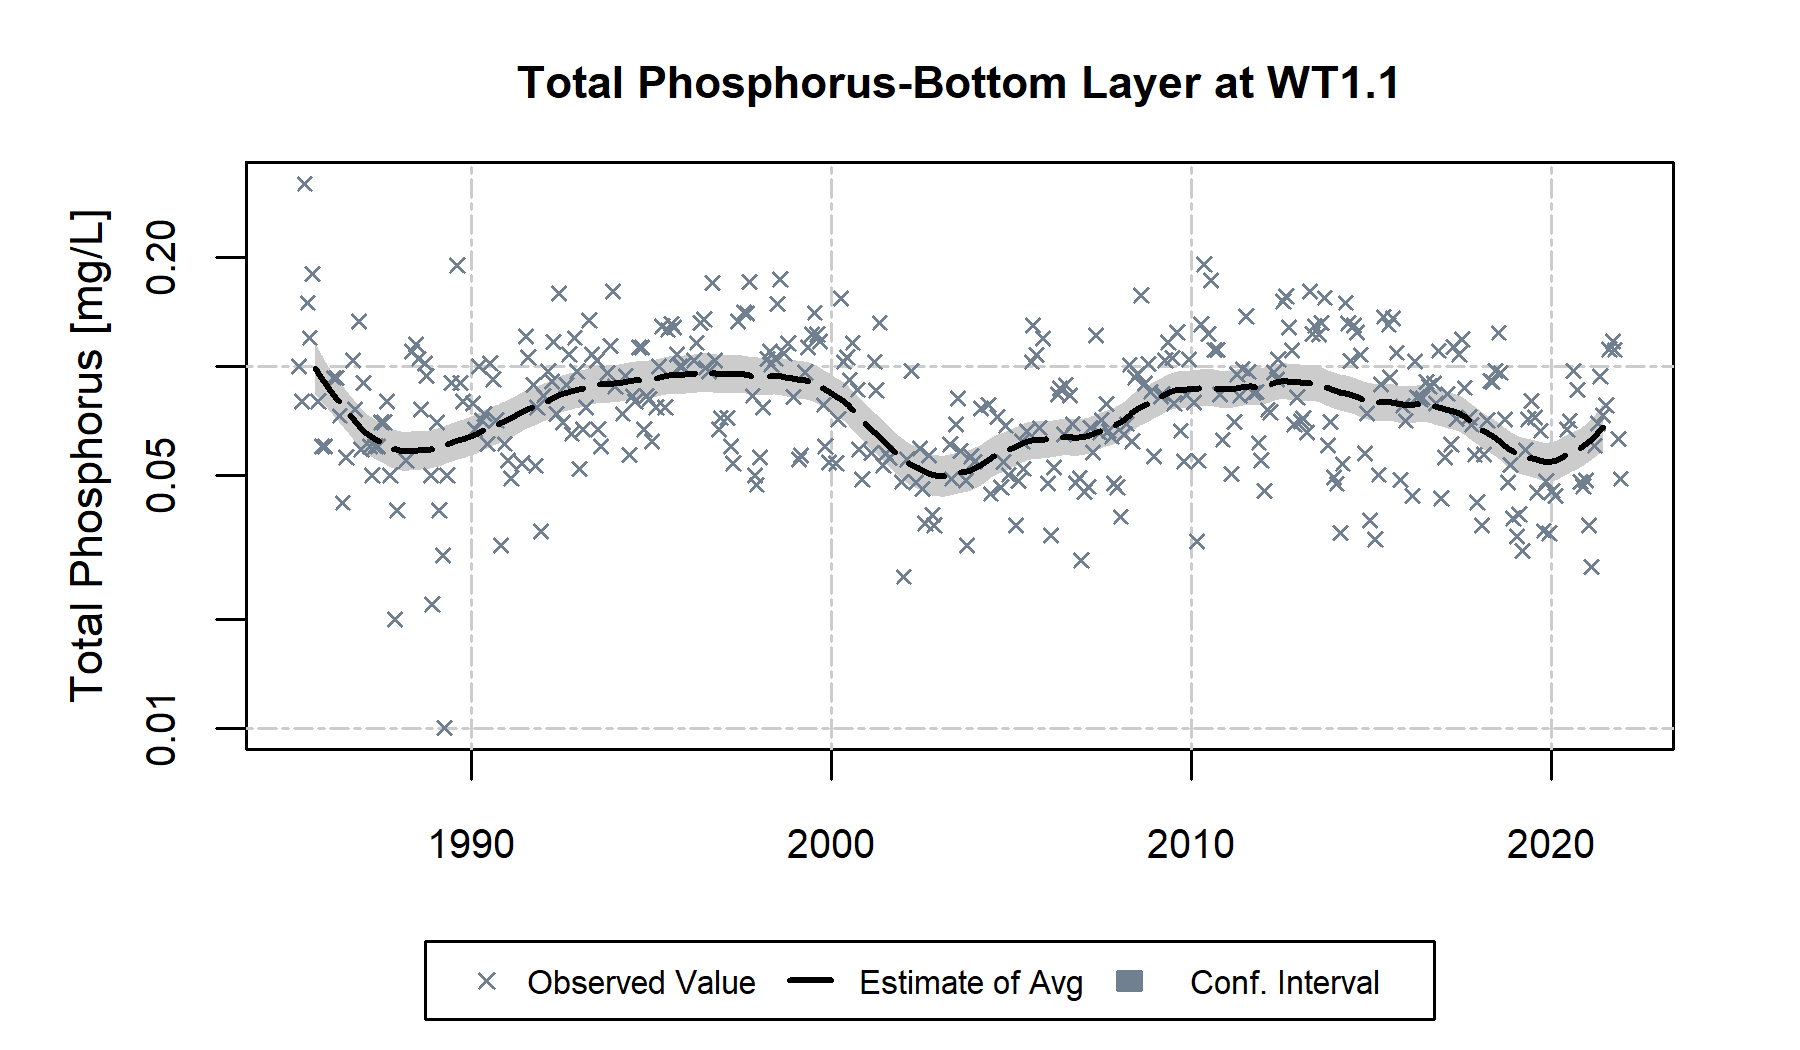 Total Phosphorus-Bottom Layer at WT1.1
Total Phosphorus [mg/L]
0.20
0.05
0.01
1990 2000 2010 2020
Observed Value Estimate of Avg Conf. Interval